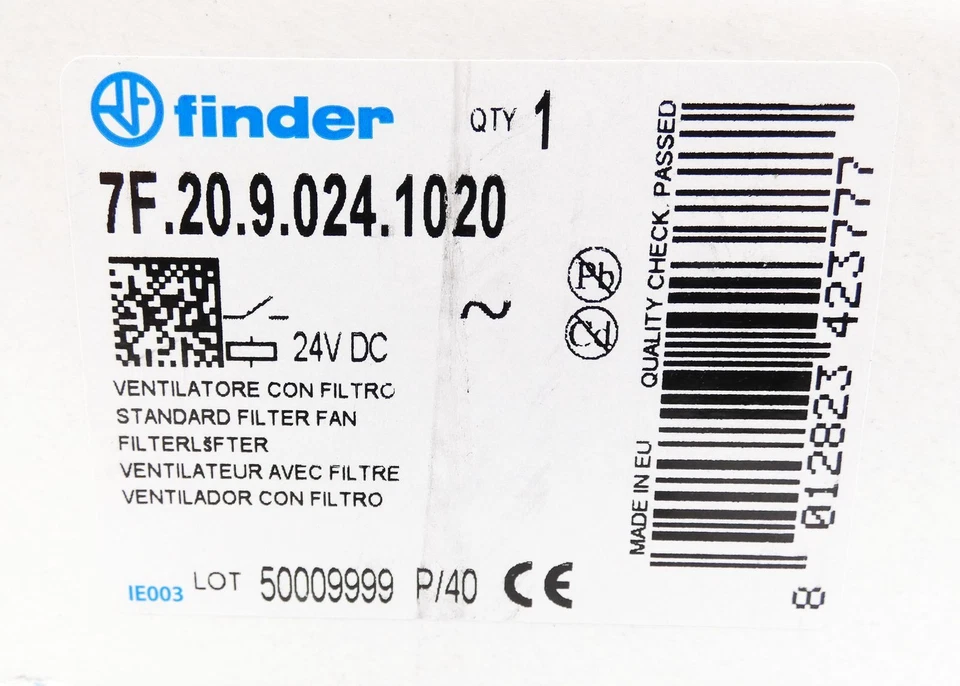 finder
QTY 1
7F.20.9.024.1020
24V DC
~
Pb
Cd
VENTILATORE CON FILTRO
STANDARD FILTER FAN
FILTERLšFTER
VENTILATEUR AVEC FILTRE
VENTILADOR CON FILTRO
IE003 LOT 50009999 P/40 CE
MADE IN EU QUALITY CHECK. PASSED
8 012823 423777